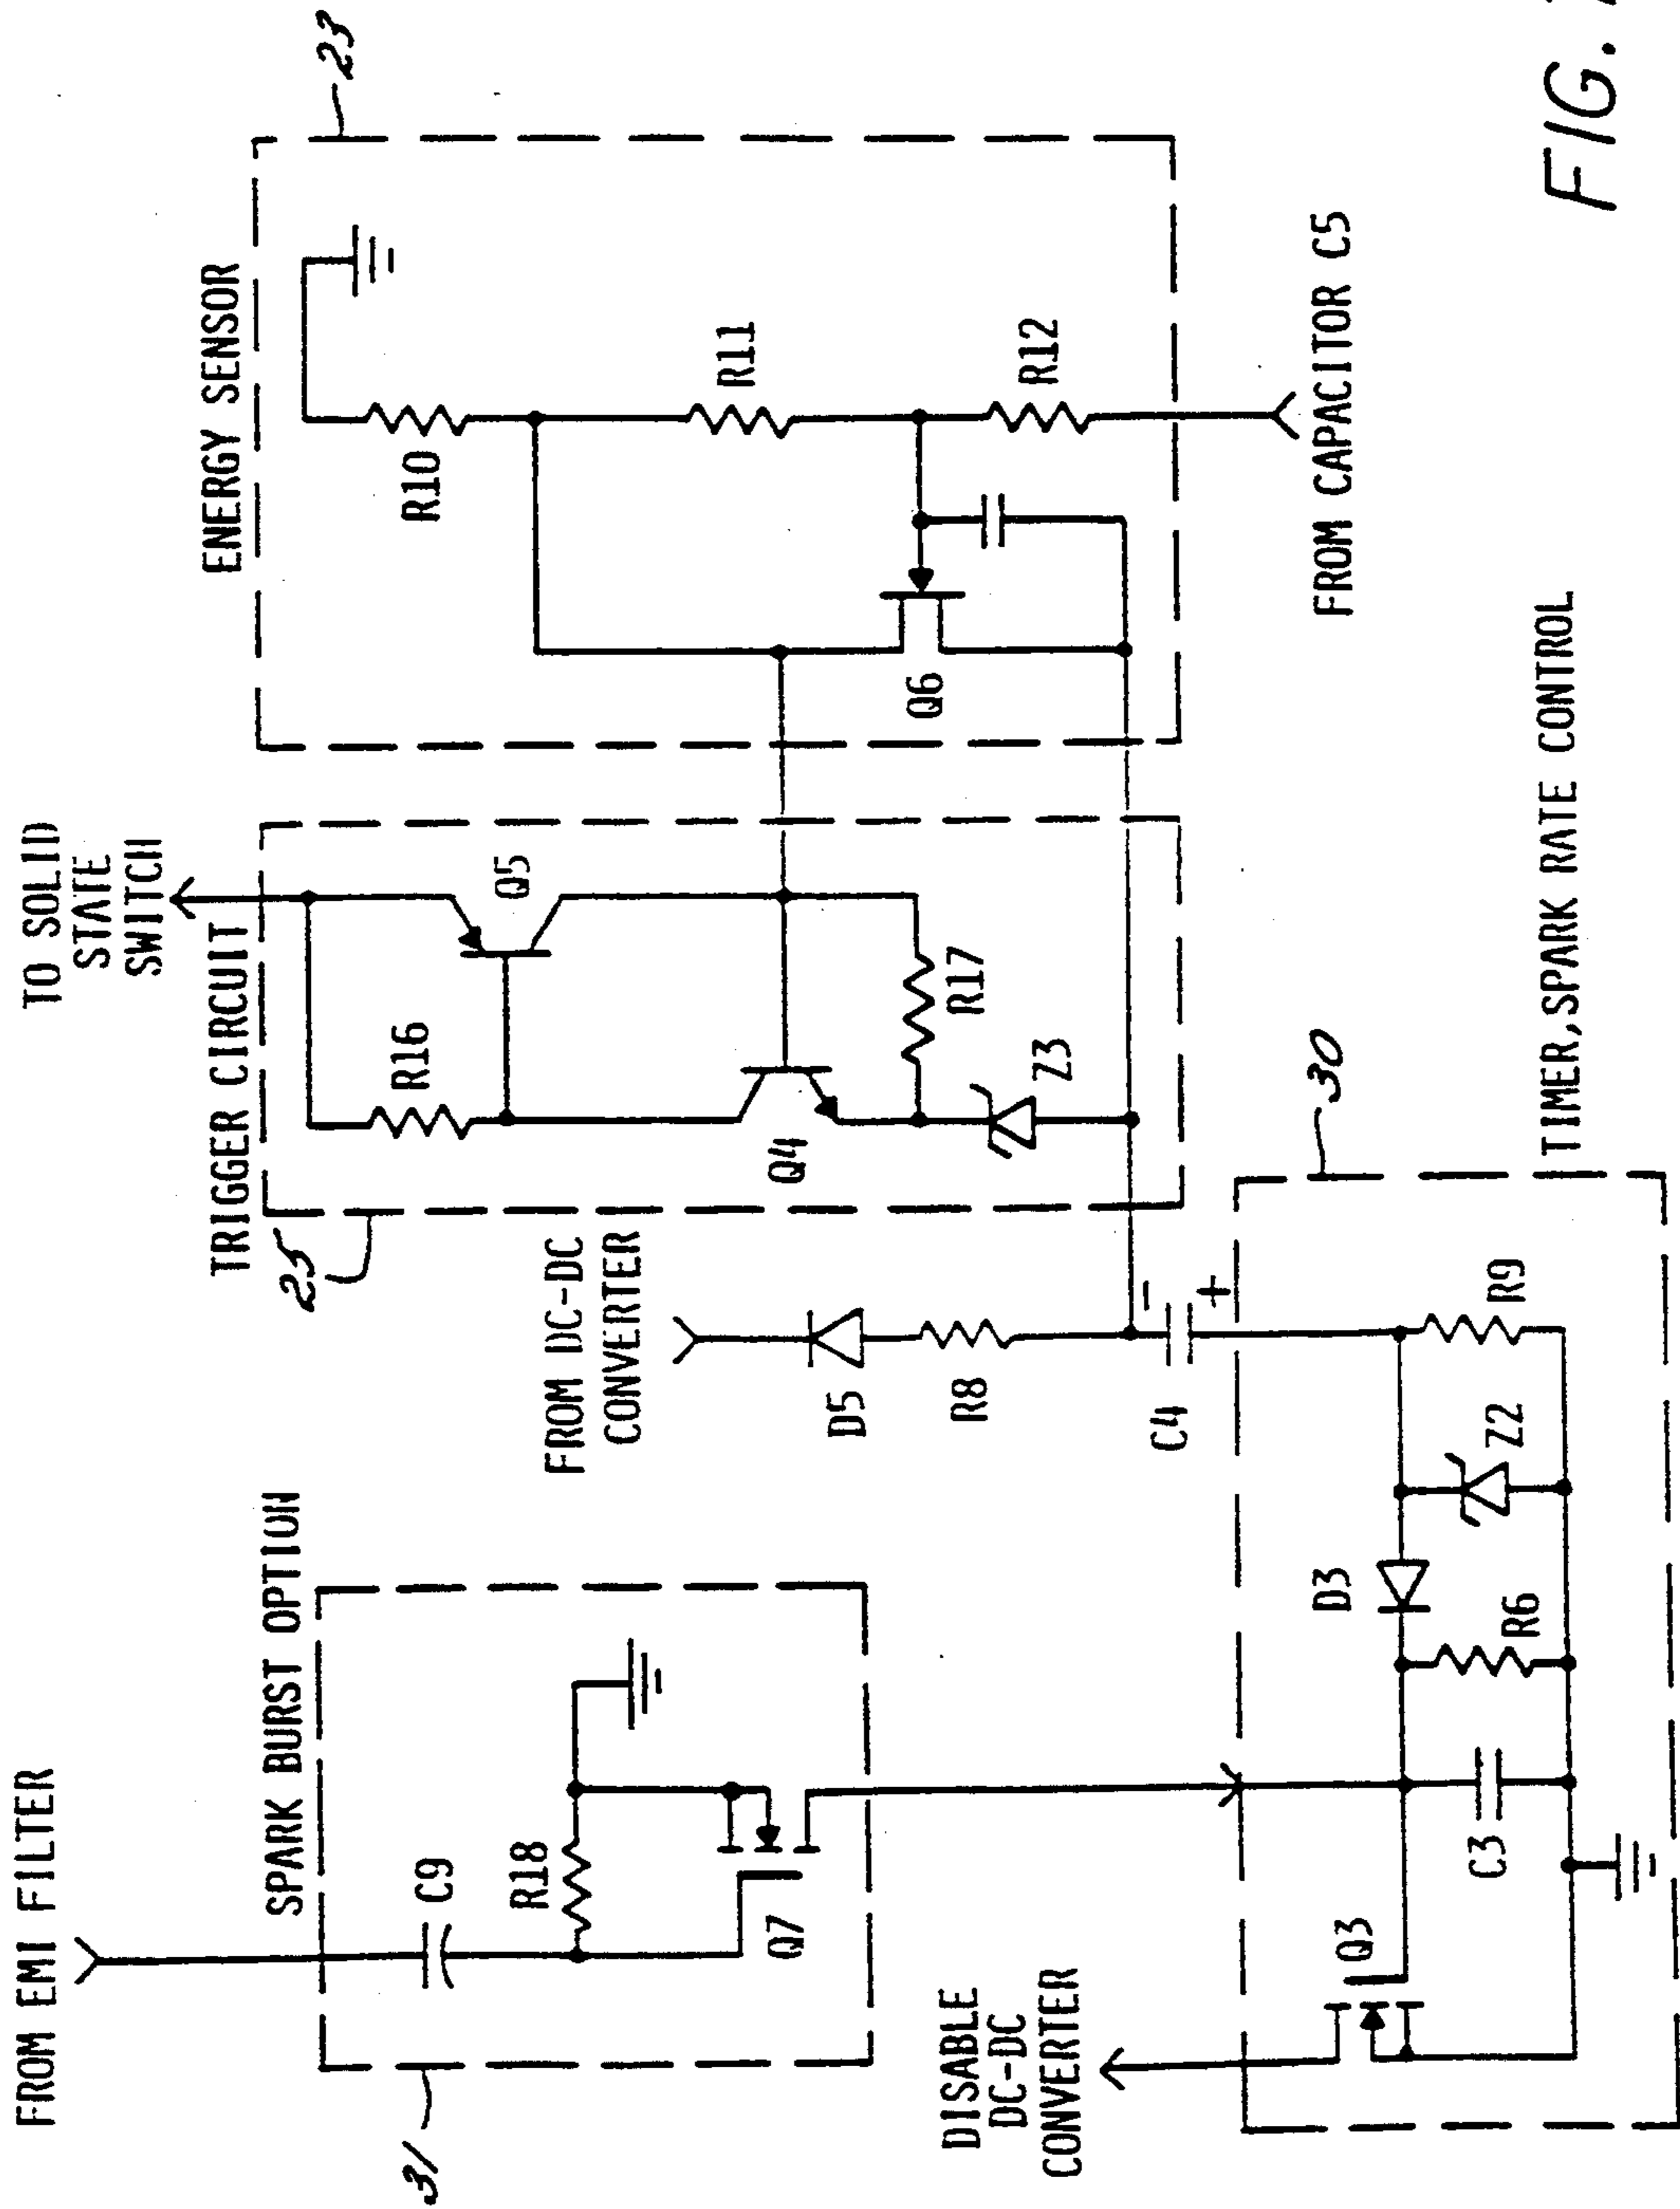 FROM EMI FILTER
31
SPARK BURST OPTION
C9
R18
Q7
DISABLE
DC-DC
CONVERTER
Q3
C3
R6
D3
Z2
R9
30
TIMER,SPARK RATE CONTROL
FROM DC-DC
CONVERTER
D5
R8
C4
-
+
TO SOLID
STATE
SWITCH
TRIGGER CIRCUIT
25
R16
Q5
Q4
R17
Z3
ENERGY SENSOR
23
R10
R11
R12
Q6
FROM CAPACITOR C5
FIG.